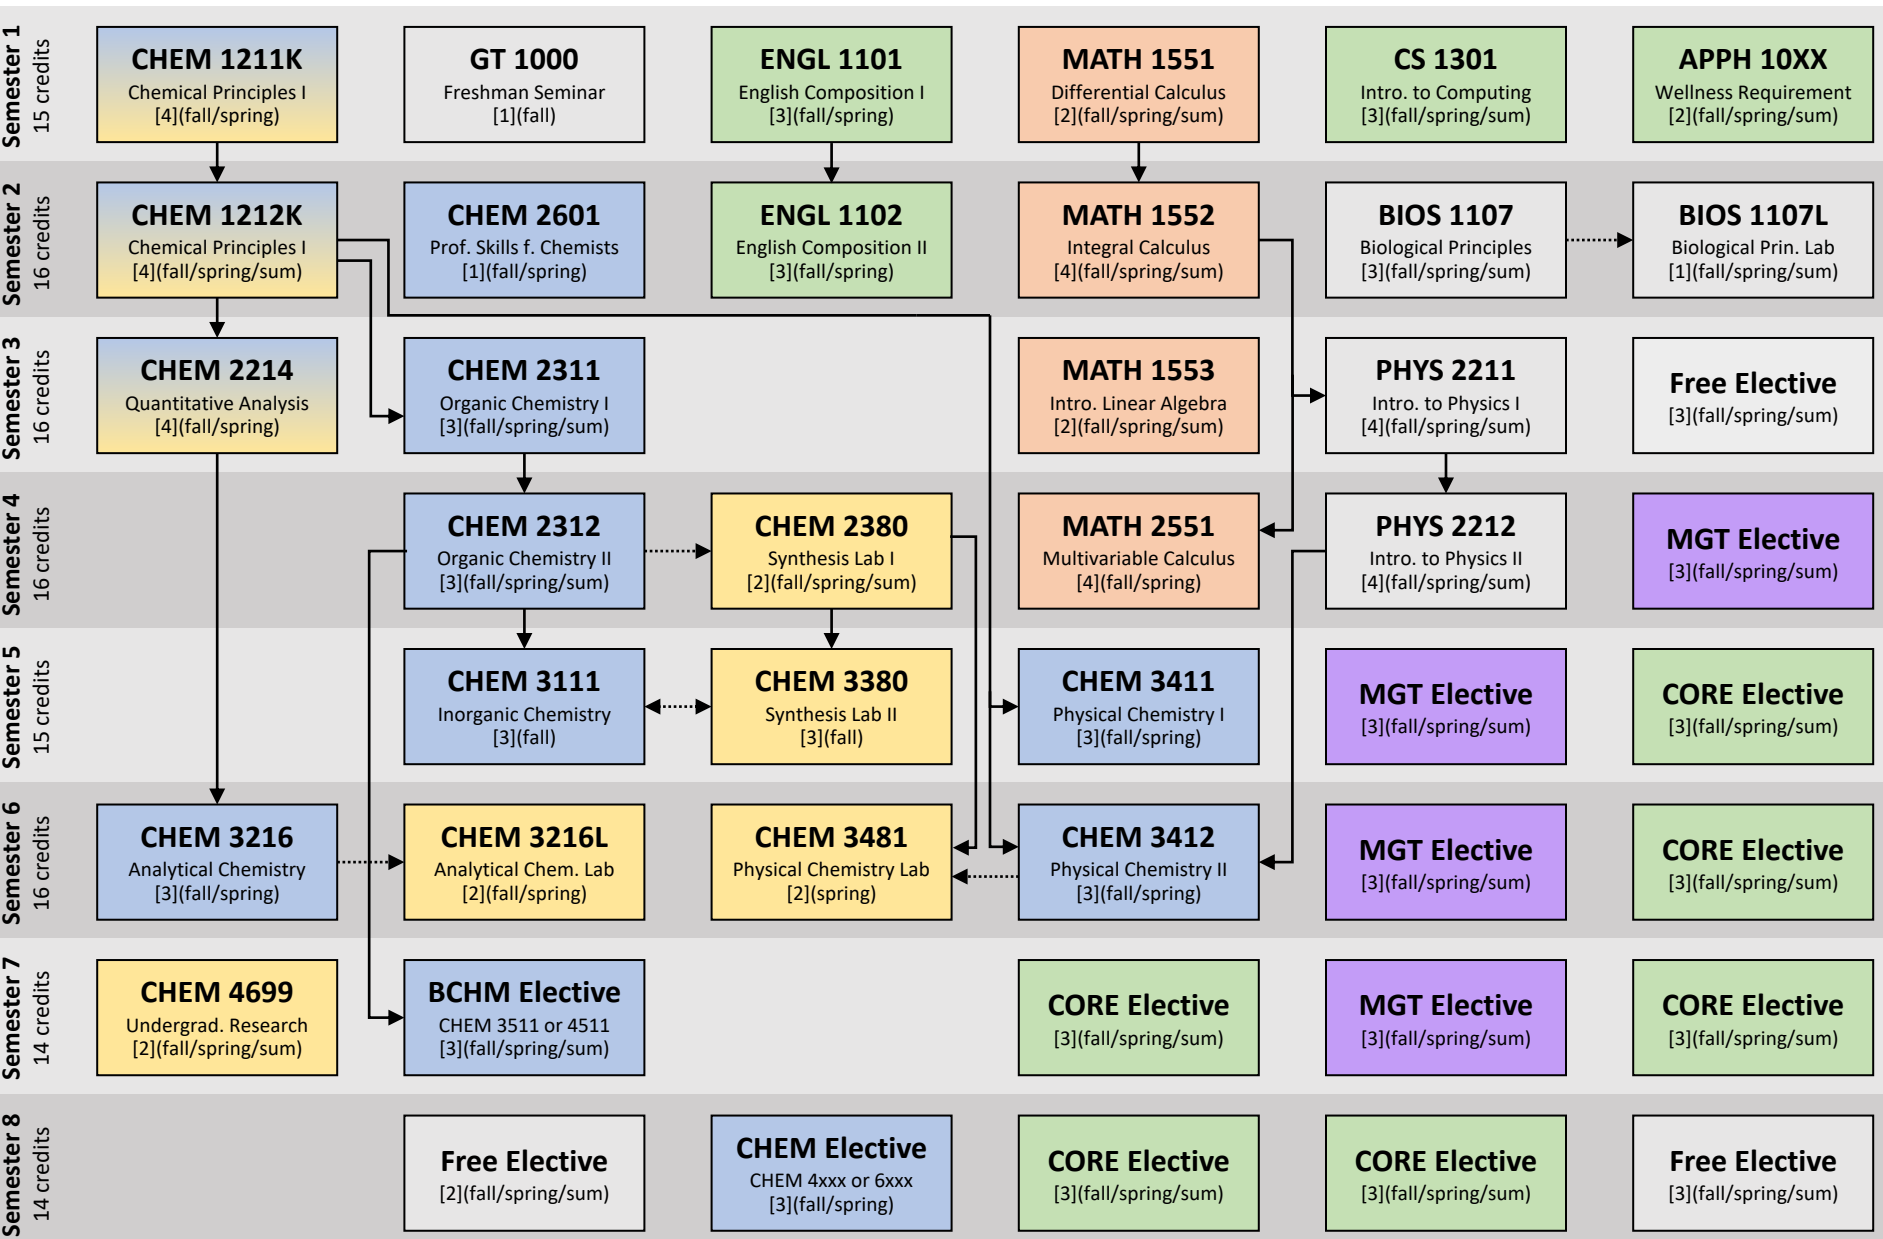 Semester 1
15 credits
CHEM 1211K
Chemical Principles I
[4](fall/spring)
GT 1000
Freshman Seminar
[1](fall)
ENGL 1101
English Composition I
[3](fall/spring)
MATH 1551
Differential Calculus
[2](fall/spring/sum)
CS 1301
Intro. to Computing
[3](fall/spring/sum)
APPH 10XX
Wellness Requirement
[2](fall/spring/sum)
Semester 2
16 credits
CHEM 1212K
Chemical Principles I
[4](fall/spring/sum)
CHEM 2601
Prof. Skills f. Chemists
[1](fall/spring)
ENGL 1102
English Composition II
[3](fall/spring)
MATH 1552
Integral Calculus
[4](fall/spring/sum)
BIOS 1107
Biological Principles
[3](fall/spring/sum)
BIOS 1107L
Biological Prin. Lab
[1](fall/spring/sum)
Semester 3
16 credits
CHEM 2214
Quantitative Analysis
[4](fall/spring)
CHEM 2311
Organic Chemistry I
[3](fall/spring/sum)
MATH 1553
Intro. Linear Algebra
[2](fall/spring/sum)
PHYS 2211
Intro. to Physics I
[4](fall/spring/sum)
Free Elective
[3](fall/spring/sum)
Semester 4
16 credits
CHEM 2312
Organic Chemistry II
[3](fall/spring/sum)
CHEM 2380
Synthesis Lab I
[2](fall/spring/sum)
MATH 2551
Multivariable Calculus
[4](fall/spring)
PHYS 2212
Intro. to Physics II
[4](fall/spring/sum)
MGT Elective
[3](fall/spring/sum)
Semester 5
15 credits
CHEM 3111
Inorganic Chemistry
[3](fall)
CHEM 3380
Synthesis Lab II
[3](fall)
CHEM 3411
Physical Chemistry I
[3](fall/spring)
MGT Elective
[3](fall/spring/sum)
CORE Elective
[3](fall/spring/sum)
Semester 6
16 credits
CHEM 3216
Analytical Chemistry
[3](fall/spring)
CHEM 3216L
Analytical Chem. Lab
[2](fall/spring)
CHEM 3481
Physical Chemistry Lab
[2](spring)
CHEM 3412
Physical Chemistry II
[3](fall/spring)
MGT Elective
[3](fall/spring/sum)
CORE Elective
[3](fall/spring/sum)
Semester 7
14 credits
CHEM 4699
Undergrad. Research
[2](fall/spring/sum)
BCHM Elective
CHEM 3511 or 4511
[3](fall/spring/sum)
CORE Elective
[3](fall/spring/sum)
MGT Elective
[3](fall/spring/sum)
CORE Elective
[3](fall/spring/sum)
Semester 8
14 credits
Free Elective
[2](fall/spring/sum)
CHEM Elective
CHEM 4xxx or 6xxx
[3](fall/spring)
CORE Elective
[3](fall/spring/sum)
CORE Elective
[3](fall/spring/sum)
Free Elective
[3](fall/spring/sum)